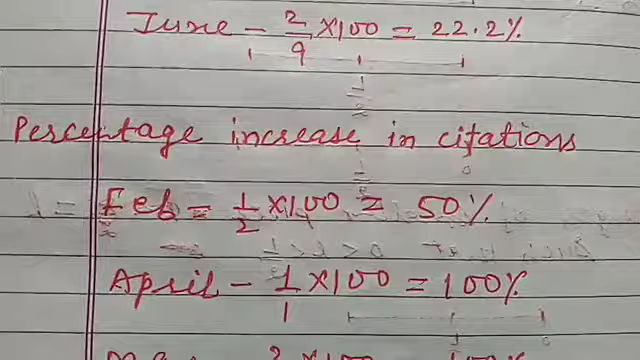 June - 2/9 ×100 = 22.2%
Percentage increase in citations
Feb = 1/2 ×100 = 50%
April - 1/1 ×100 = 100%